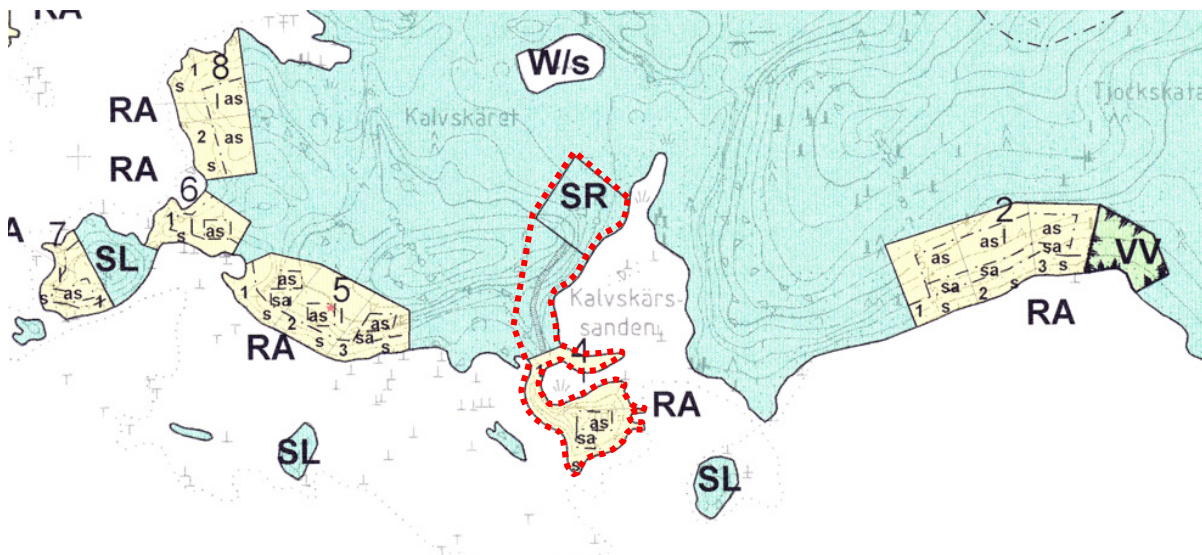 RA
W/s
8
1
s
as
RA
2
as
s
Kalvskäret
Tjockskata
RA
6
1
s
as
SR
A
7
SL
as
s
1
2
as
as
sa
as
sa
1
2
3
s
s
VV
RA
1
as
sa
s
2
as
5
s
3
as
sa
s
RA
Kalvskärs-
sanden
4
1
as
sa
s
RA
SL
SL